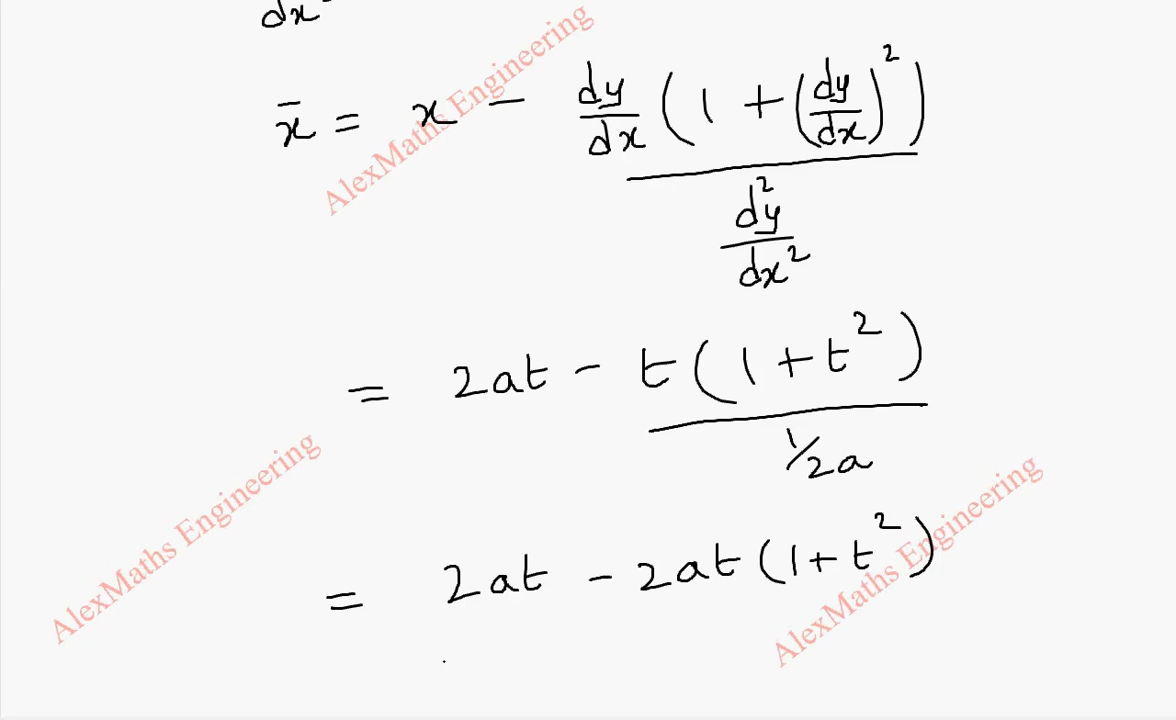 dx
x̄ = x - dy/dx (1 + (dy/dx)²) / d²y/dx²
= 2at - t(1+t²) / 1/2a
= 2at - 2at(1+t²)
AlexMaths Engineering
AlexMaths Engineering
AlexMaths Engineering